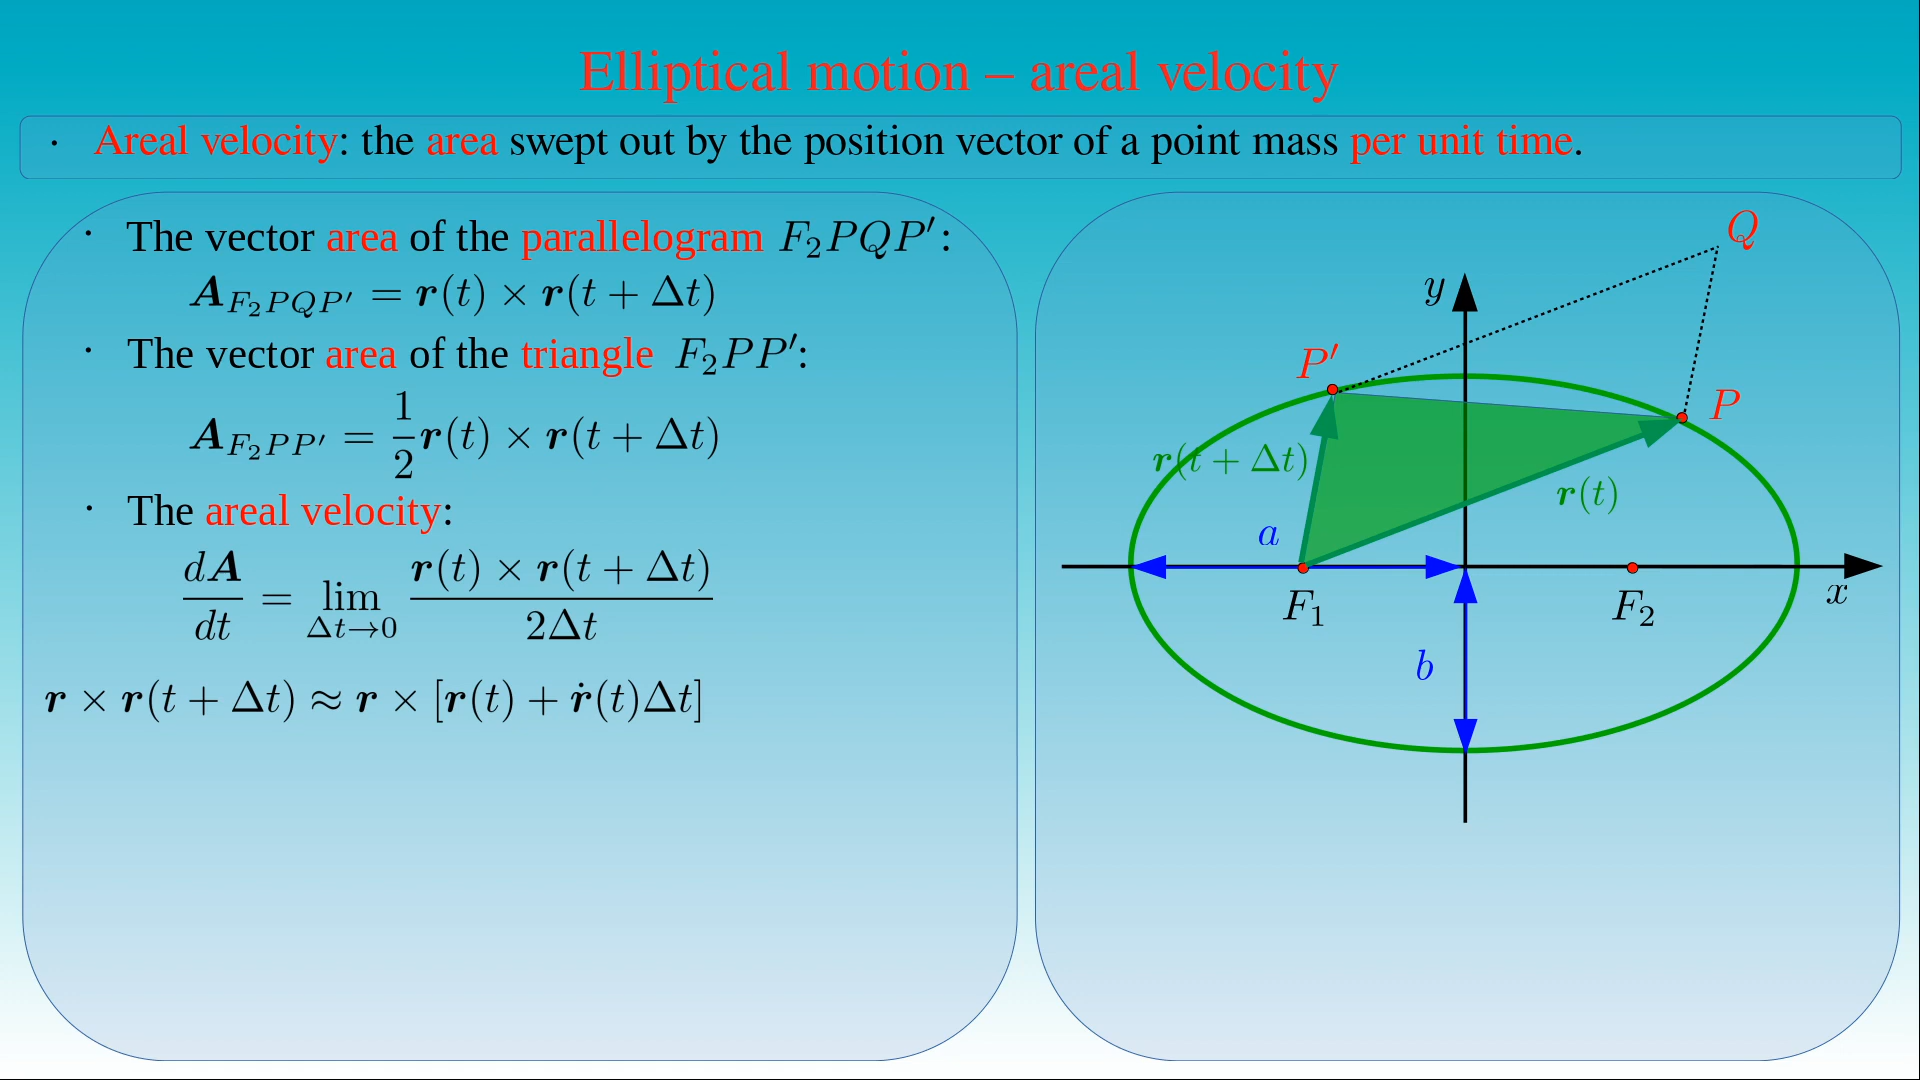 Elliptical motion – areal velocity
· Areal velocity: the area swept out by the position vector of a point mass per unit time.
· The vector area of the parallelogram F₂PQP′:
A_{F₂PQP′} = r(t) × r(t + Δt)
· The vector area of the triangle F₂PP′:
A_{F₂PP′} = \frac{1}{2} r(t) × r(t + Δt)
· The areal velocity:
\frac{dA}{dt} = \lim_{Δt→0} \frac{r(t) × r(t + Δt)}{2Δt}
r × r(t + Δt) ≈ r × [r(t) + ṙ(t)Δt]
Q
y
P′
P
r(t + Δt)
r(t)
a
F₁
F₂
x
b